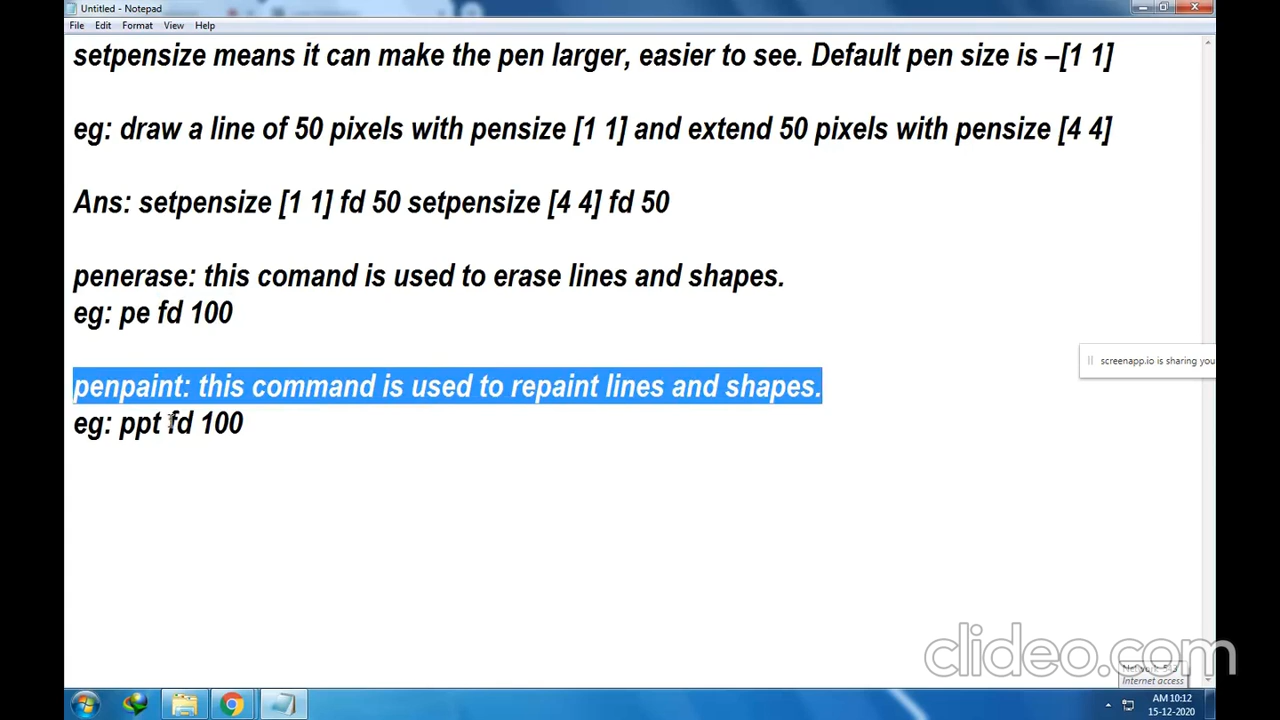 Untitled - Notepad
File Edit Format View Help
setpensize means it can make the pen larger, easier to see. Default pen size is –[1 1]
eg: draw a line of 50 pixels with pensize [1 1] and extend 50 pixels with pensize [4 4]
Ans: setpensize [1 1] fd 50 setpensize [4 4] fd 50
penerase: this comand is used to erase lines and shapes.
eg: pe fd 100
screenapp.io is sharing you
penpaint: this command is used to repaint lines and shapes.
eg: ppt fd 100
clideo.com
Internet access
AM 10:12
15-12-2020